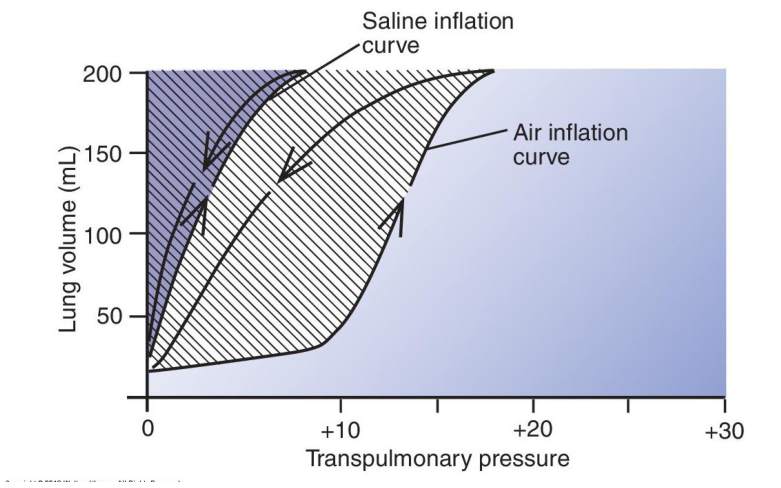 Saline inflation
curve
200
Air inflation
curve
150
Lung volume (mL)
100
50
0
+10
+20
+30
Transpulmonary pressure